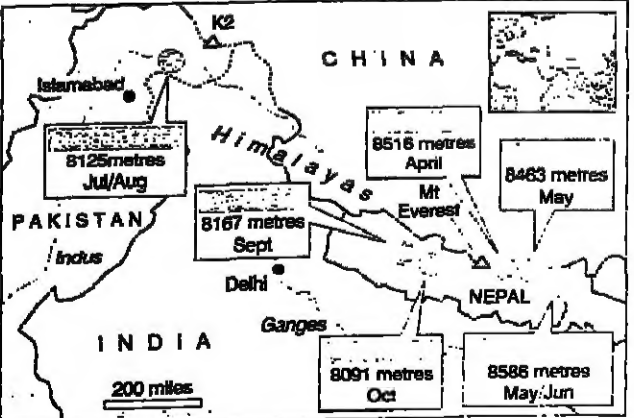 K2
CHINA
Islamabad
Himalayas
8125metres
Jul/Aug
8516 metres
April
8463 metres
May
Mt
Everest
PAKISTAN
8167 metres
Sept
Indus
Delhi
NEPAL
Ganges
INDIA
8091 metres
Oct
8586 metres
May/Jun
200 miles